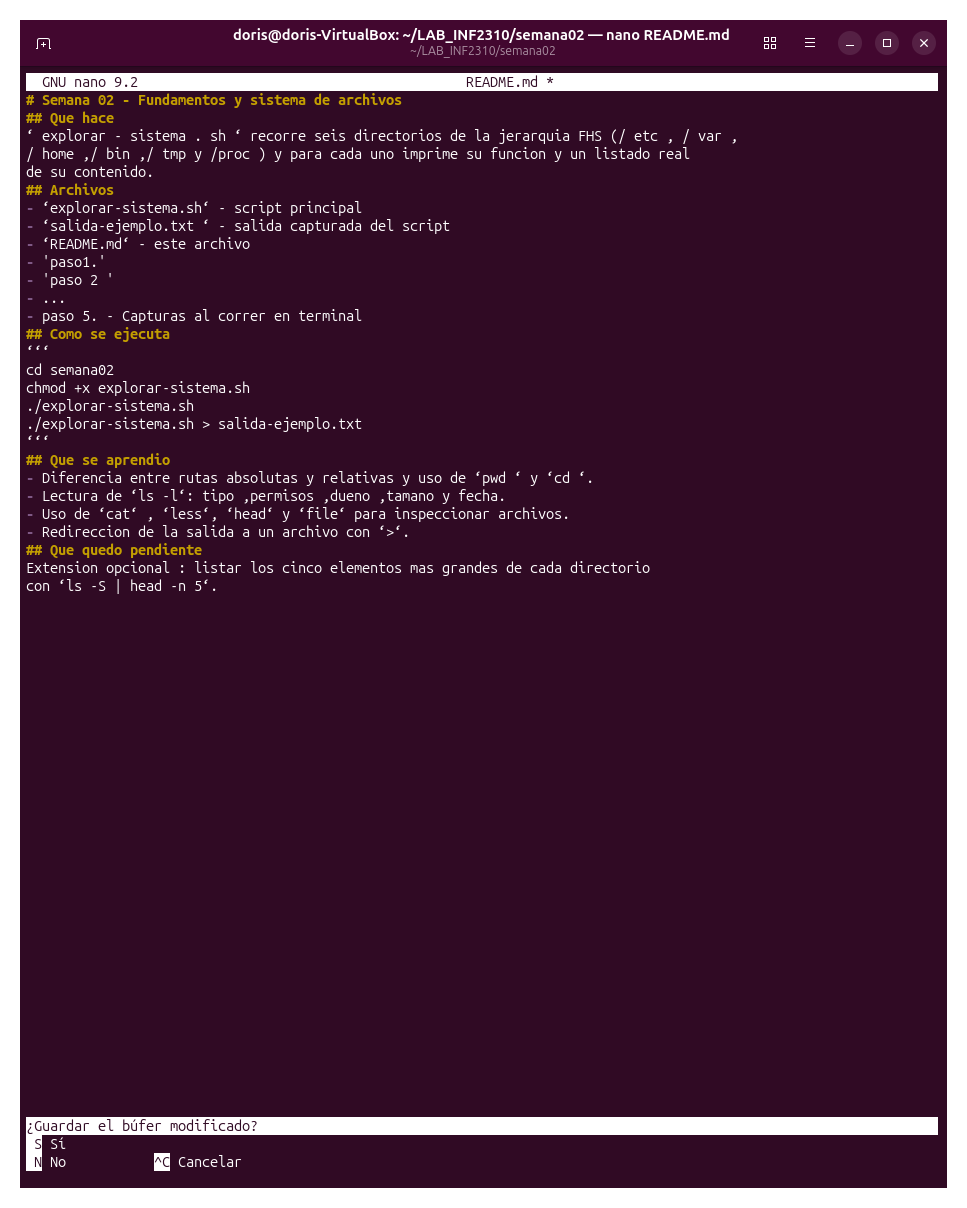 doris@doris-VirtualBox: ~/LAB_INF2310/semana02 — nano README.md
~/LAB_INF2310/semana02
GNU nano 9.2 README.md *
# Semana 02 - Fundamentos y sistema de archivos
## Que hace
‘ explorar - sistema . sh ‘ recorre seis directorios de la jerarquia FHS (/ etc , / var ,
/ home ,/ bin ,/ tmp y /proc ) y para cada uno imprime su funcion y un listado real
de su contenido.
## Archivos
- ‘explorar-sistema.sh‘ - script principal
- ‘salida-ejemplo.txt ‘ - salida capturada del script
- ‘README.md‘ - este archivo
- 'paso1.'
- 'paso 2 '
- ...
- paso 5. - Capturas al correr en terminal
## Como se ejecuta
‘‘‘
cd semana02
chmod +x explorar-sistema.sh
./explorar-sistema.sh
./explorar-sistema.sh > salida-ejemplo.txt
‘‘‘
## Que se aprendio
- Diferencia entre rutas absolutas y relativas y uso de ‘pwd ‘ y ‘cd ‘.
- Lectura de ‘ls -l‘: tipo ,permisos ,dueno ,tamano y fecha.
- Uso de ‘cat‘ , ‘less‘, ‘head‘ y ‘file‘ para inspeccionar archivos.
- Redireccion de la salida a un archivo con ‘>‘.
## Que quedo pendiente
Extension opcional : listar los cinco elementos mas grandes de cada directorio
con ‘ls -S | head -n 5‘.
¿Guardar el búfer modificado?
S Sí
N No ^C Cancelar